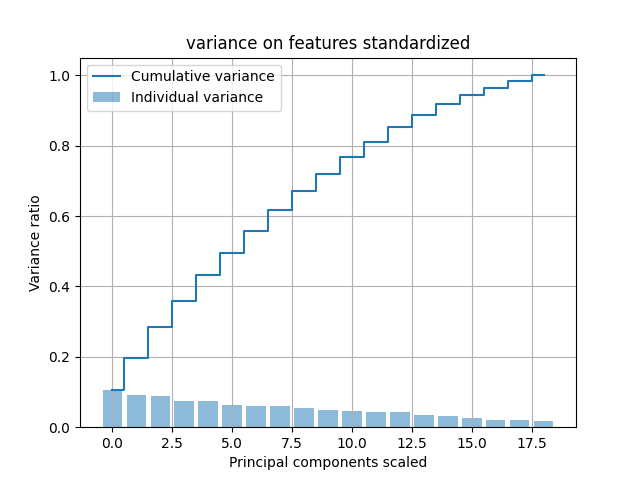 variance on features standardized
Cumulative variance
Individual variance
1.0
0.8
0.6
0.4
0.2
0.0
Variance ratio
0.0 2.5 5.0 7.5 10.0 12.5 15.0 17.5
Principal components scaled